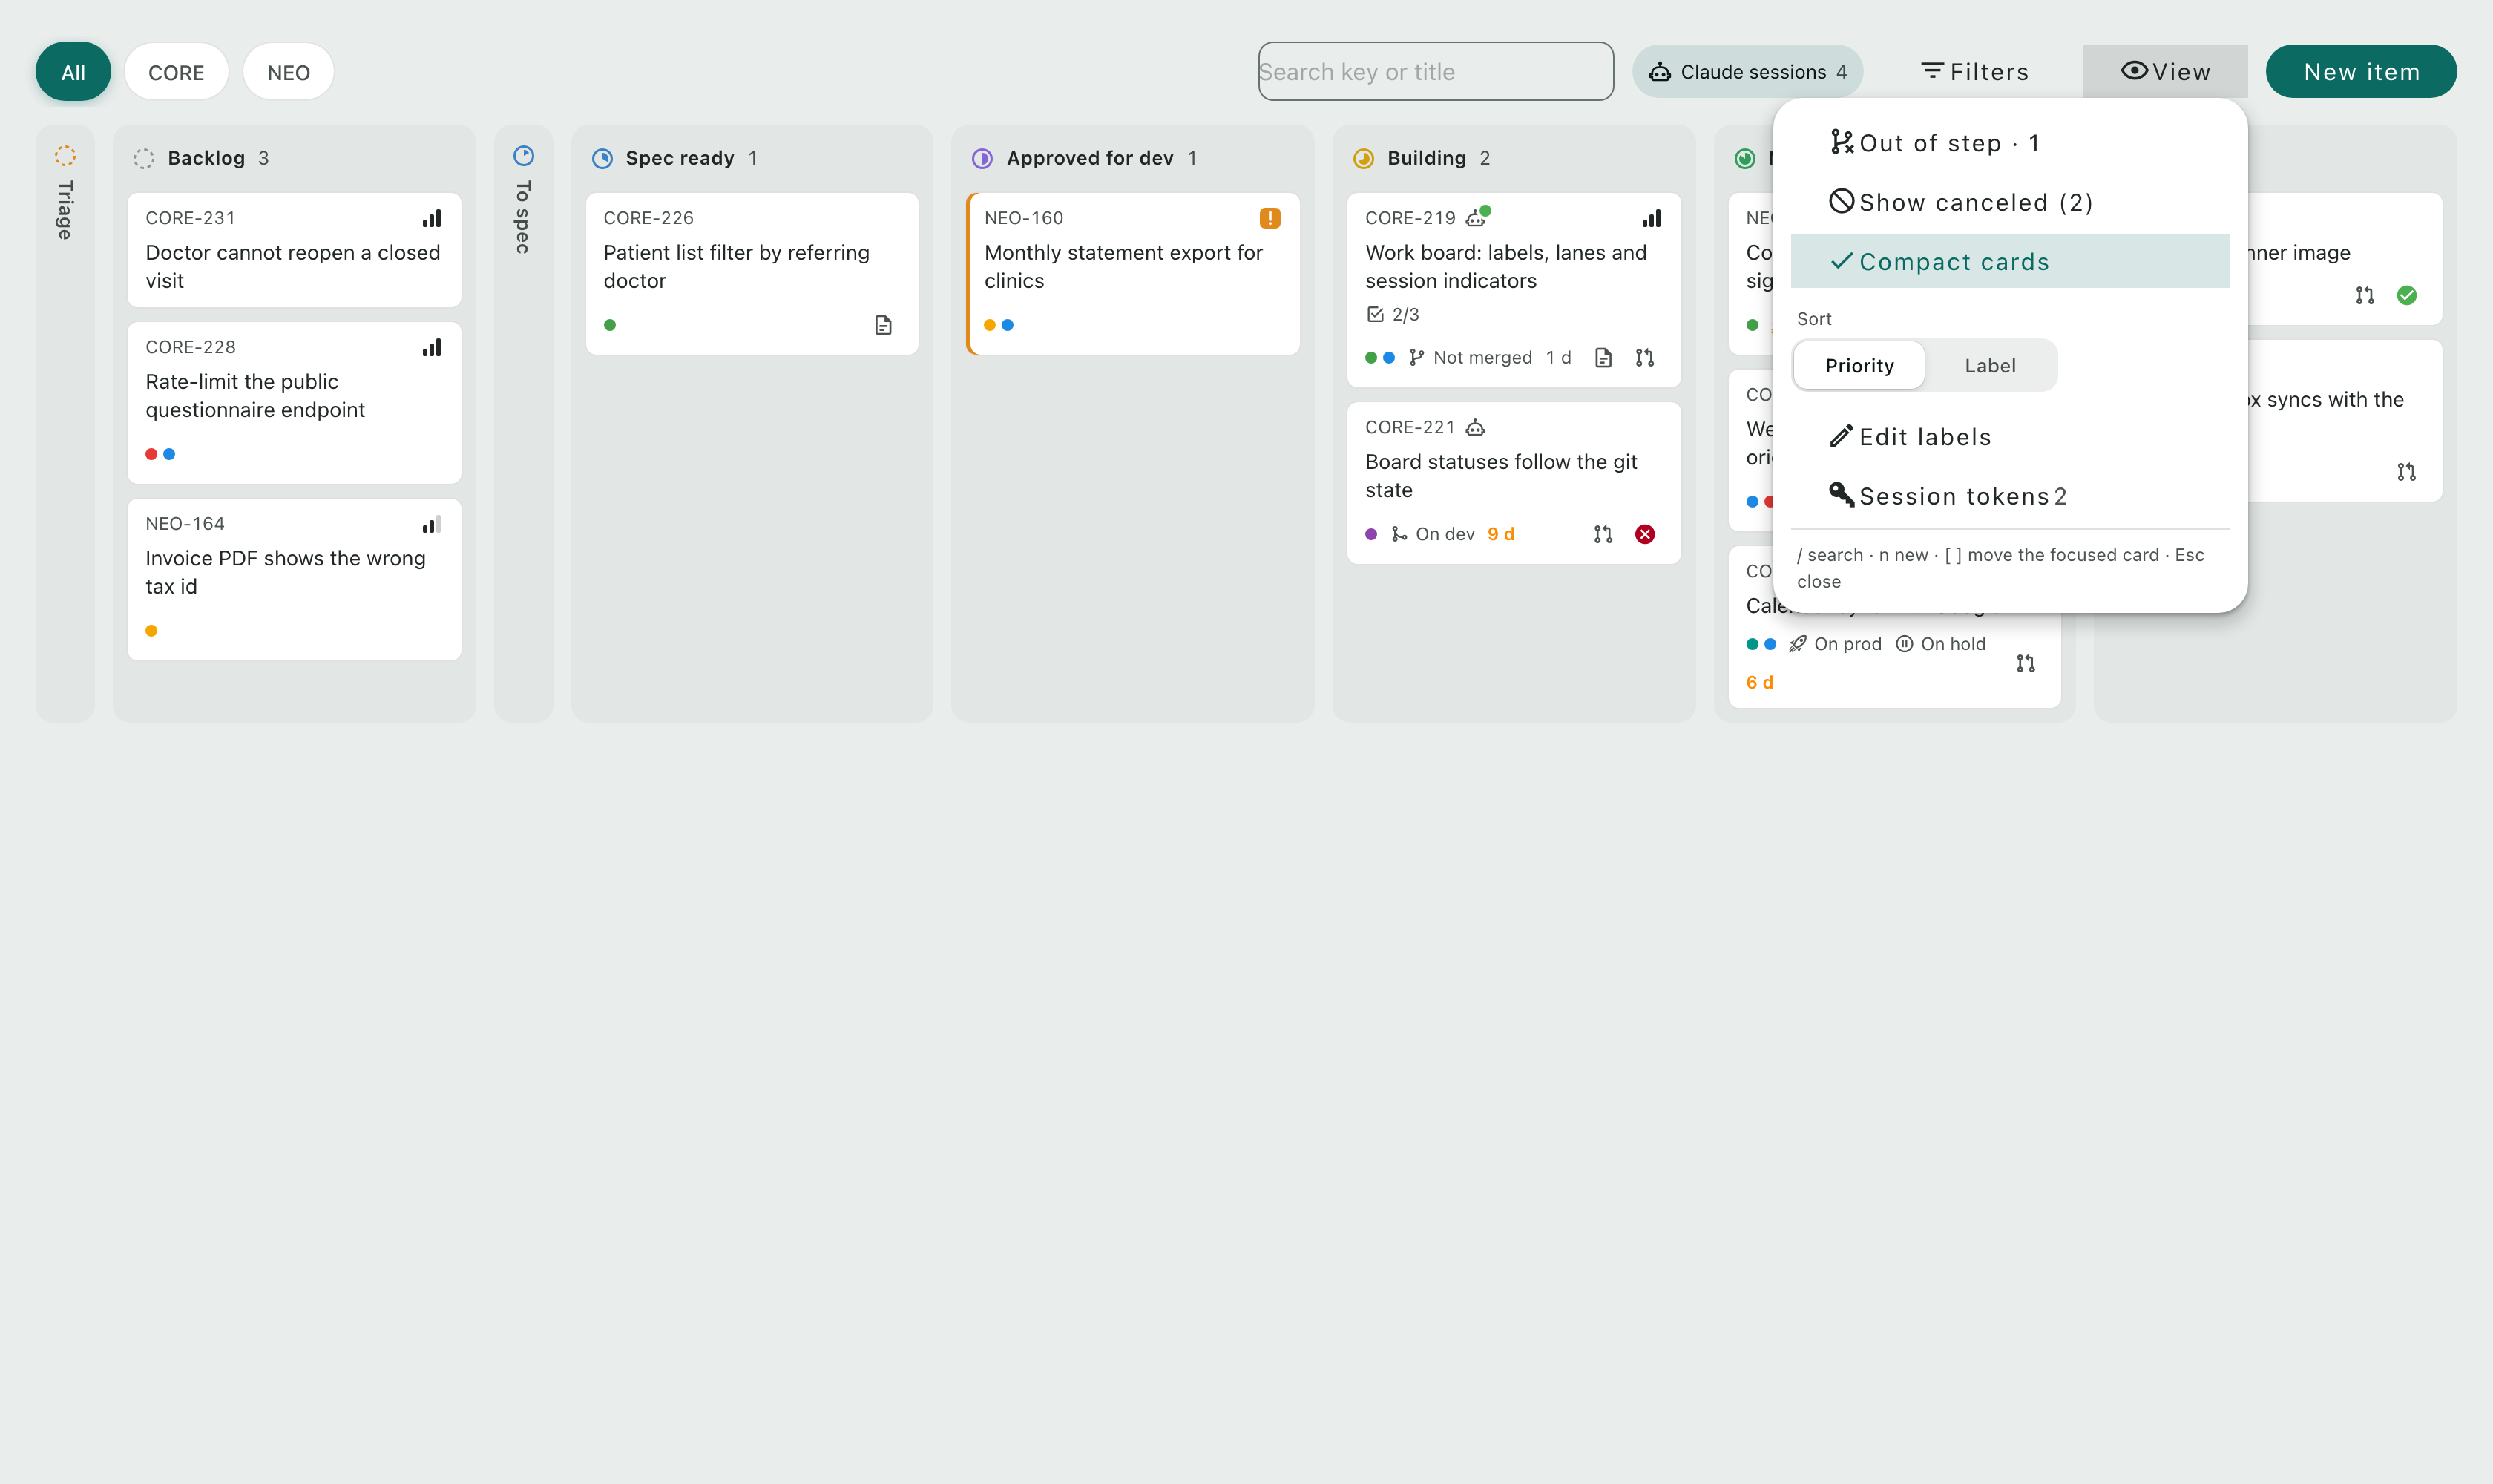 All
CORE
NEO
Search key or title
Claude sessions 4
Filters
View
New item
Triage
Backlog 3
CORE-231
Doctor cannot reopen a closed
visit
CORE-228
Rate-limit the public
questionnaire endpoint
NEO-164
Invoice PDF shows the wrong
tax id
To spec
Spec ready 1
CORE-226
Patient list filter by referring
doctor
Approved for dev 1
NEO-160
Monthly statement export for
clinics
Building 2
CORE-219
Work board: labels, lanes and
session indicators
2/3
Not merged 1 d
CORE-221
Board statuses follow the git
state
On dev 9 d
On prod On hold
6 d
image
syncs with the
Out of step · 1
Show canceled (2)
Compact cards
Sort
Priority Label
Edit labels
Session tokens 2
/ search · n new · [ ] move the focused card · Esc
close